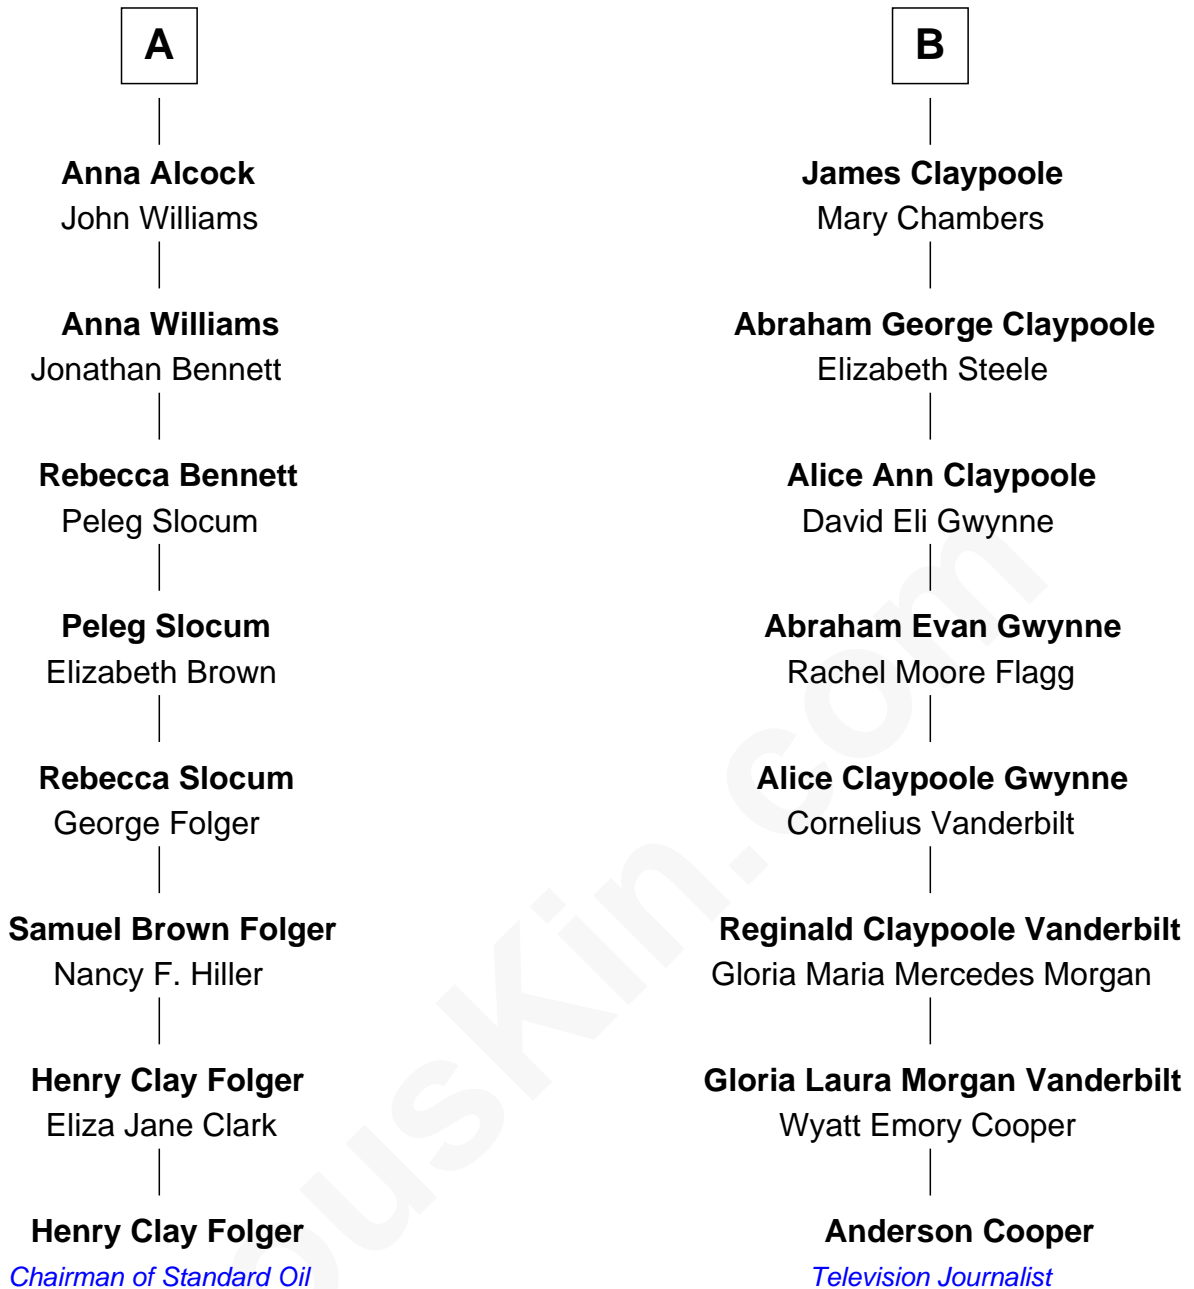 A
Anna Alcock
John Williams
Anna Williams
Jonathan Bennett
Rebecca Bennett
Peleg Slocum
Peleg Slocum
Elizabeth Brown
Rebecca Slocum
George Folger
Samuel Brown Folger
Nancy F. Hiller
Henry Clay Folger
Eliza Jane Clark
Henry Clay Folger
Chairman of Standard Oil
B
James Claypoole
Mary Chambers
Abraham George Claypoole
Elizabeth Steele
Alice Ann Claypoole
David Eli Gwynne
Abraham Evan Gwynne
Rachel Moore Flagg
Alice Claypoole Gwynne
Cornelius Vanderbilt
Reginald Claypoole Vanderbilt
Gloria Maria Mercedes Morgan
Gloria Laura Morgan Vanderbilt
Wyatt Emory Cooper
Anderson Cooper
Television Journalist
ousKin.com